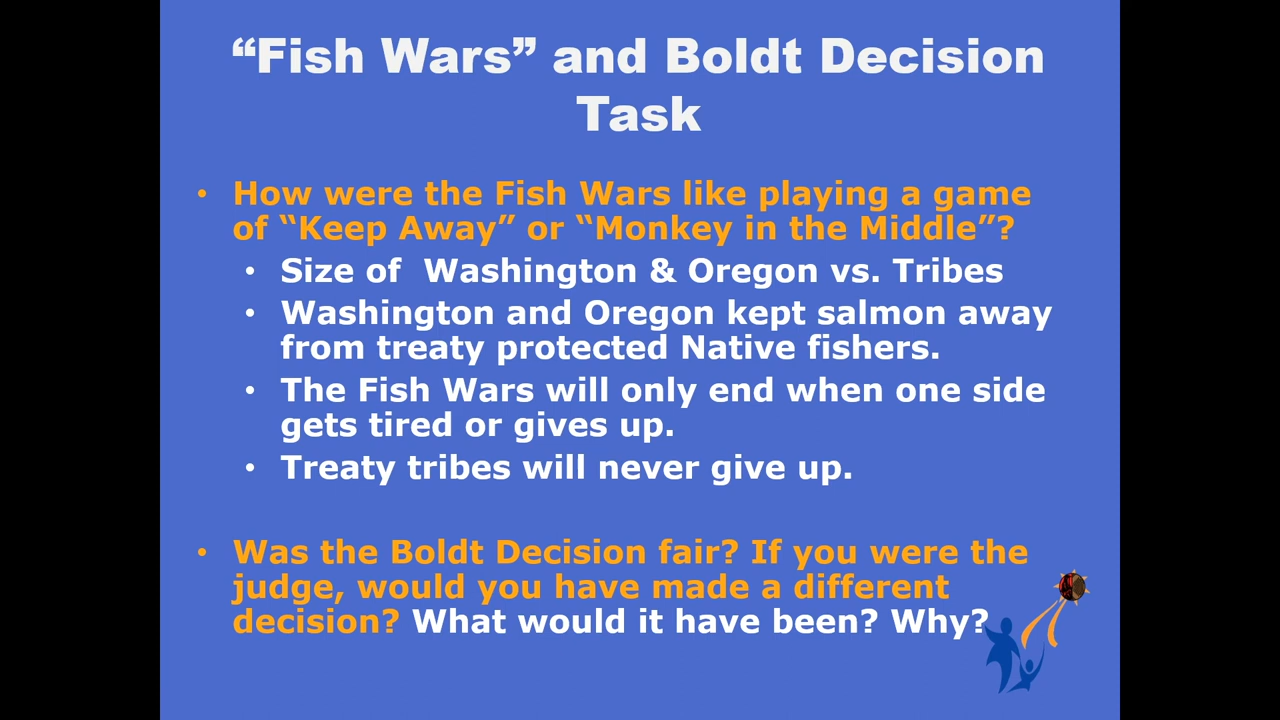 “Fish Wars” and Boldt Decision
Task
• How were the Fish Wars like playing a game
of “Keep Away” or “Monkey in the Middle”?
• Size of  Washington & Oregon vs. Tribes
• Washington and Oregon kept salmon away
from treaty protected Native fishers.
• The Fish Wars will only end when one side
gets tired or gives up.
• Treaty tribes will never give up.
• Was the Boldt Decision fair? If you were the
judge, would you have made a different
decision? What would it have been? Why?